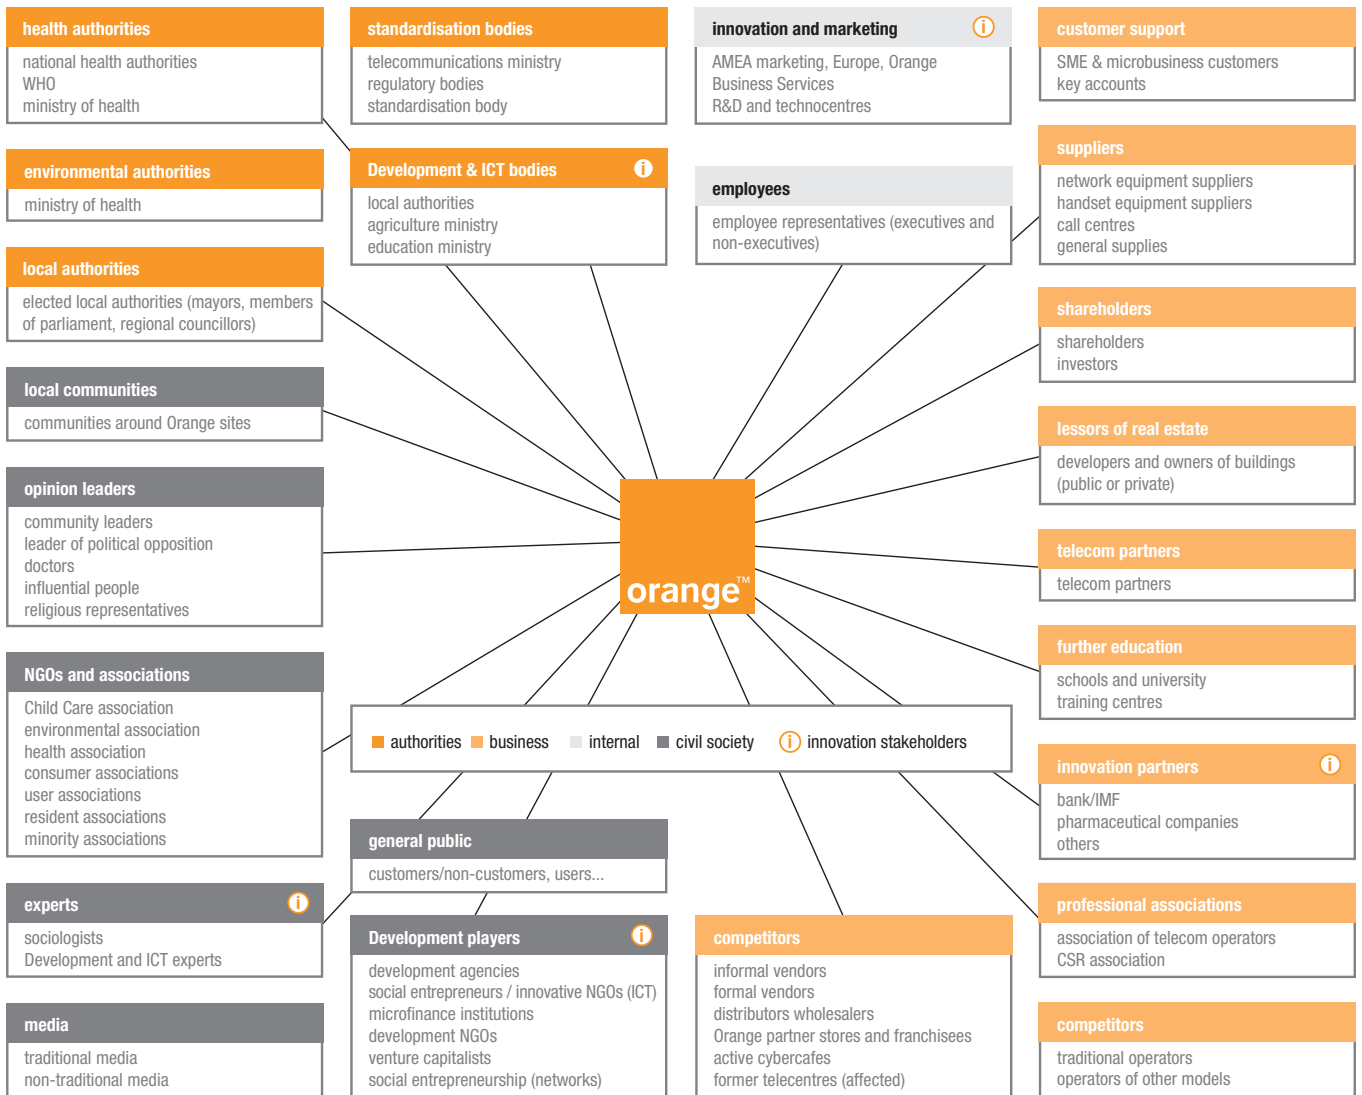 health authorities
national health authorities
WHO
ministry of health
environmental authorities
ministry of health
local authorities
elected local authorities (mayors, members
of parliament, regional councillors)
local communities
communities around Orange sites
opinion leaders
community leaders
leader of political opposition
doctors
influential people
religious representatives
NGOs and associations
Child Care association
environmental association
health association
consumer associations
user associations
resident associations
minority associations
experts
i
sociologists
Development and ICT experts
media
traditional media
non-traditional media
standardisation bodies
telecommunications ministry
regulatory bodies
standardisation body
Development & ICT bodies
i
local authorities
agriculture ministry
education ministry
innovation and marketing
i
AMEA marketing, Europe, Orange
Business Services
R&D and technocentres
employees
employee representatives (executives and
non-executives)
orange™
authorities business internal civil society i innovation stakeholders
general public
customers/non-customers, users...
Development players
i
development agencies
social entrepreneurs / innovative NGOs (ICT)
microfinance institutions
development NGOs
venture capitalists
social entrepreneurship (networks)
competitors
informal vendors
formal vendors
distributors wholesalers
Orange partner stores and franchisees
active cybercafes
former telecentres (affected)
customer support
SME & microbusiness customers
key accounts
suppliers
network equipment suppliers
handset equipment suppliers
call centres
general supplies
shareholders
shareholders
investors
lessors of real estate
developers and owners of buildings
(public or private)
telecom partners
telecom partners
further education
schools and university
training centres
innovation partners
i
bank/IMF
pharmaceutical companies
others
professional associations
association of telecom operators
CSR association
competitors
traditional operators
operators of other models